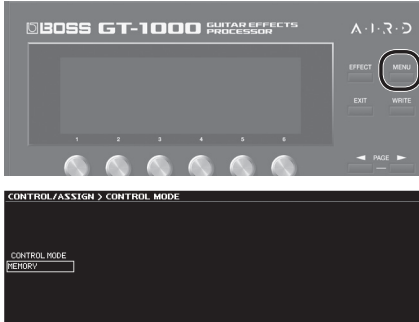 BOSS GT-1000 GUITAR EFFECTS PROCESSOR
A·I·R·D
EFFECT MENU
EXIT WRITE
1 2 3 4 5 6
◄ PAGE ►
CONTROL/ASSIGN > CONTROL MODE
CONTROL MODE
MEMORY